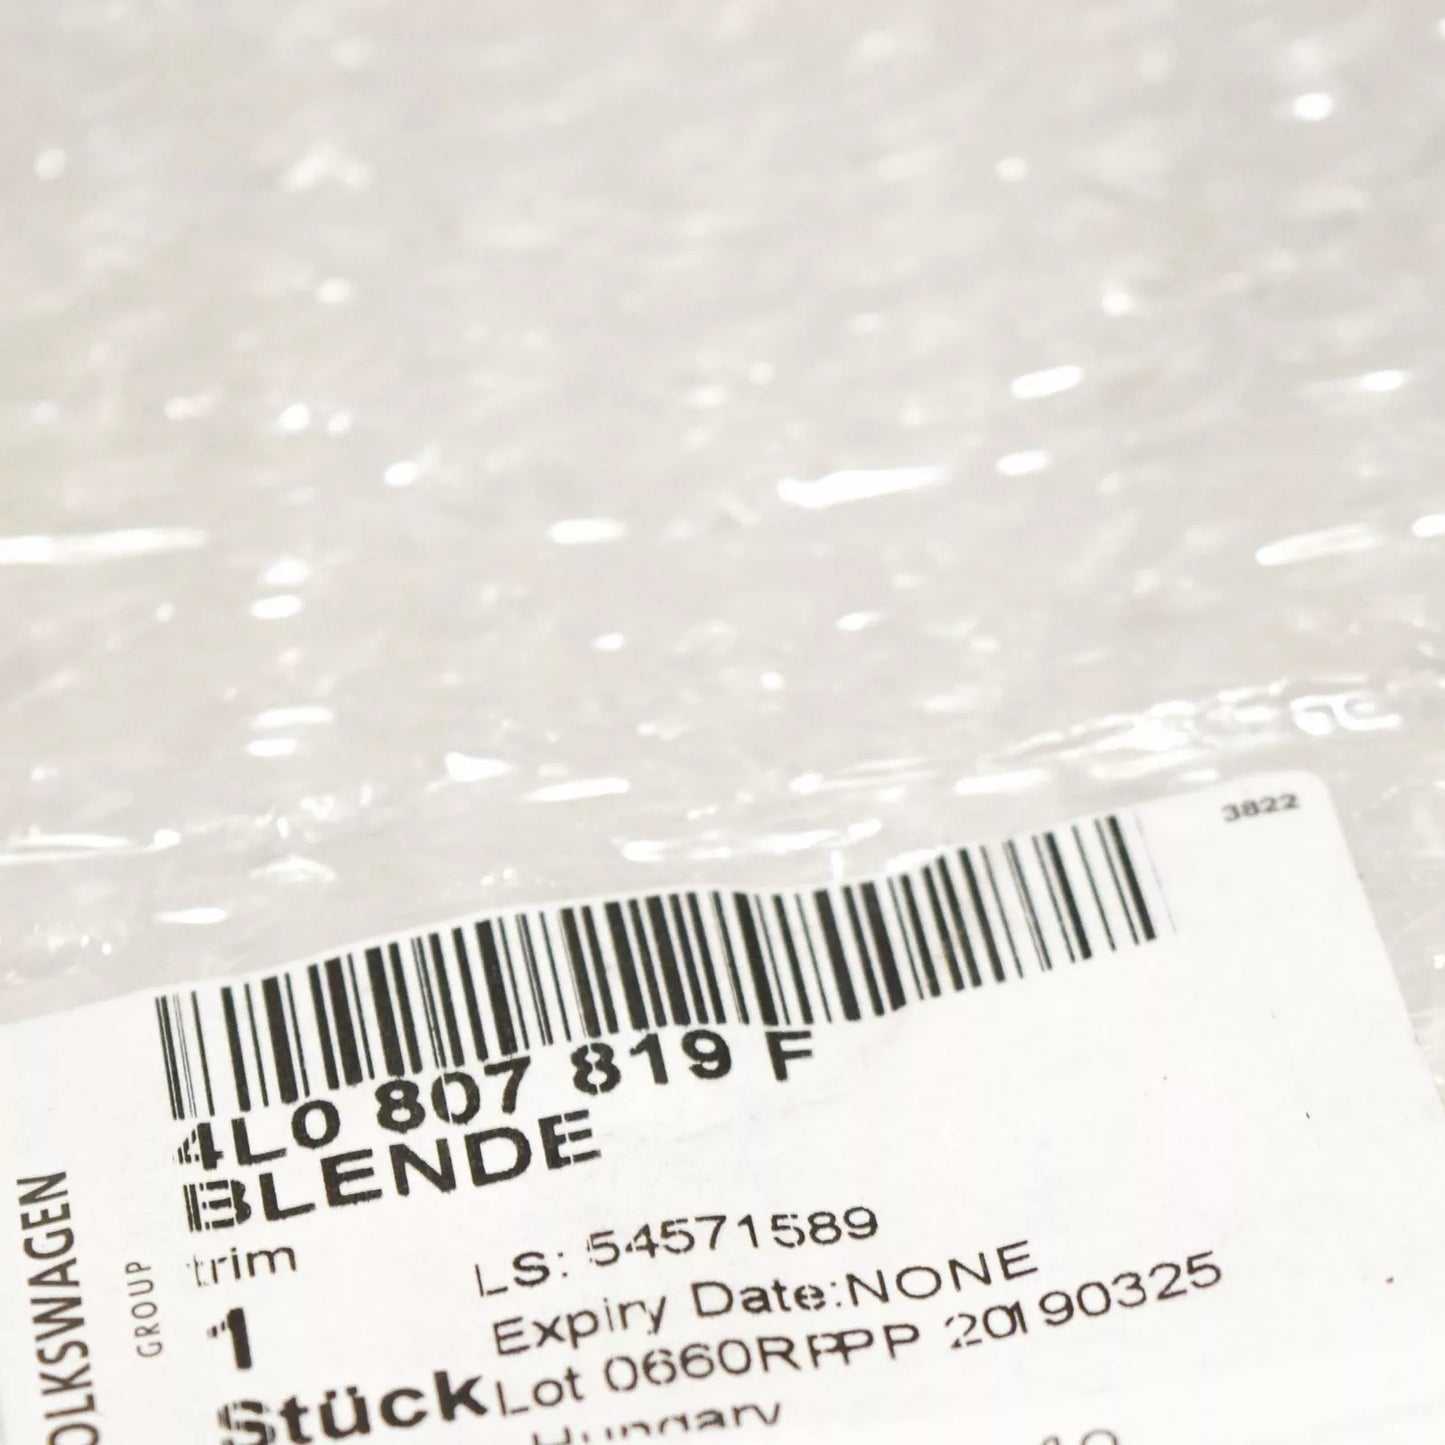 3822
4L0 807 819 F
BLENDE
trim
LS: 54571589
1
Expiry Date:NONE
Stück
Lot 0660RPPP 20190325
Hungary
OLKSWAGEN
GROUP